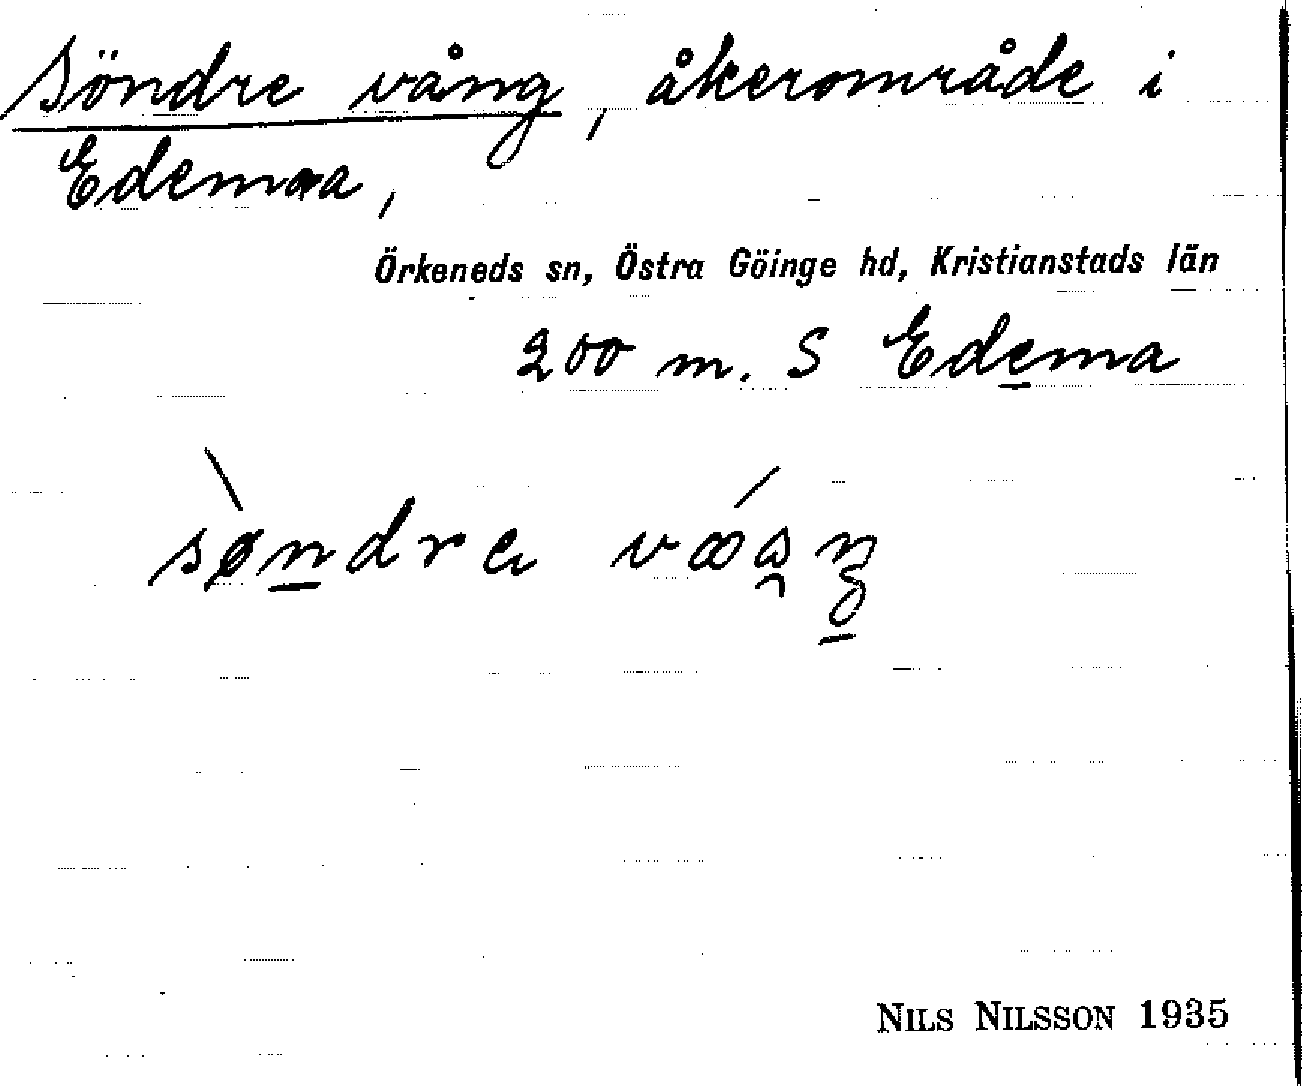 Söndre vång, åkerområde i
Edema,
Örkeneds sn, Östra Göinge hd, Kristianstads län
200 m. S Edema
NILS NILSSON 1935